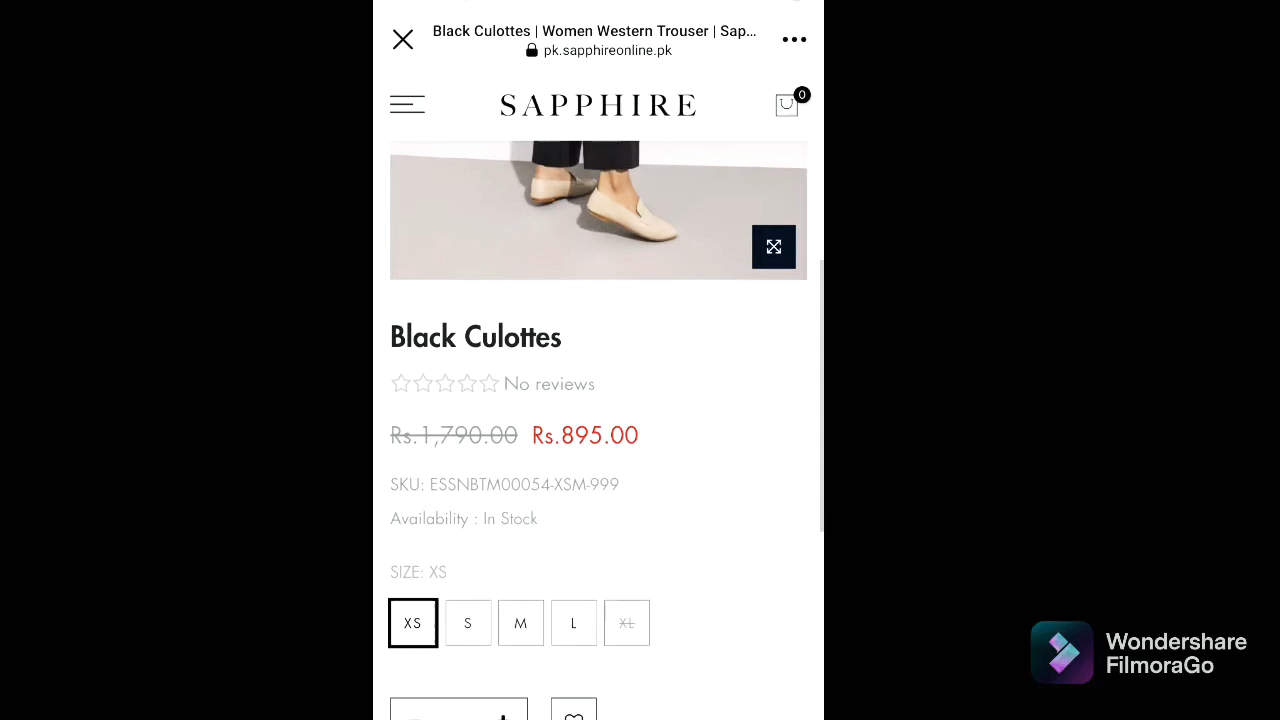 Black Culottes | Women Western Trouser | Sap...
pk.sapphireonline.pk
SAPPHIRE
0
Black Culottes
No reviews
Rs.1,790.00 Rs.895.00
SKU: ESSNBTM00054-XSM-999
Availability : In Stock
SIZE: XS
XS S M L XL
Wondershare
FilmoraGo